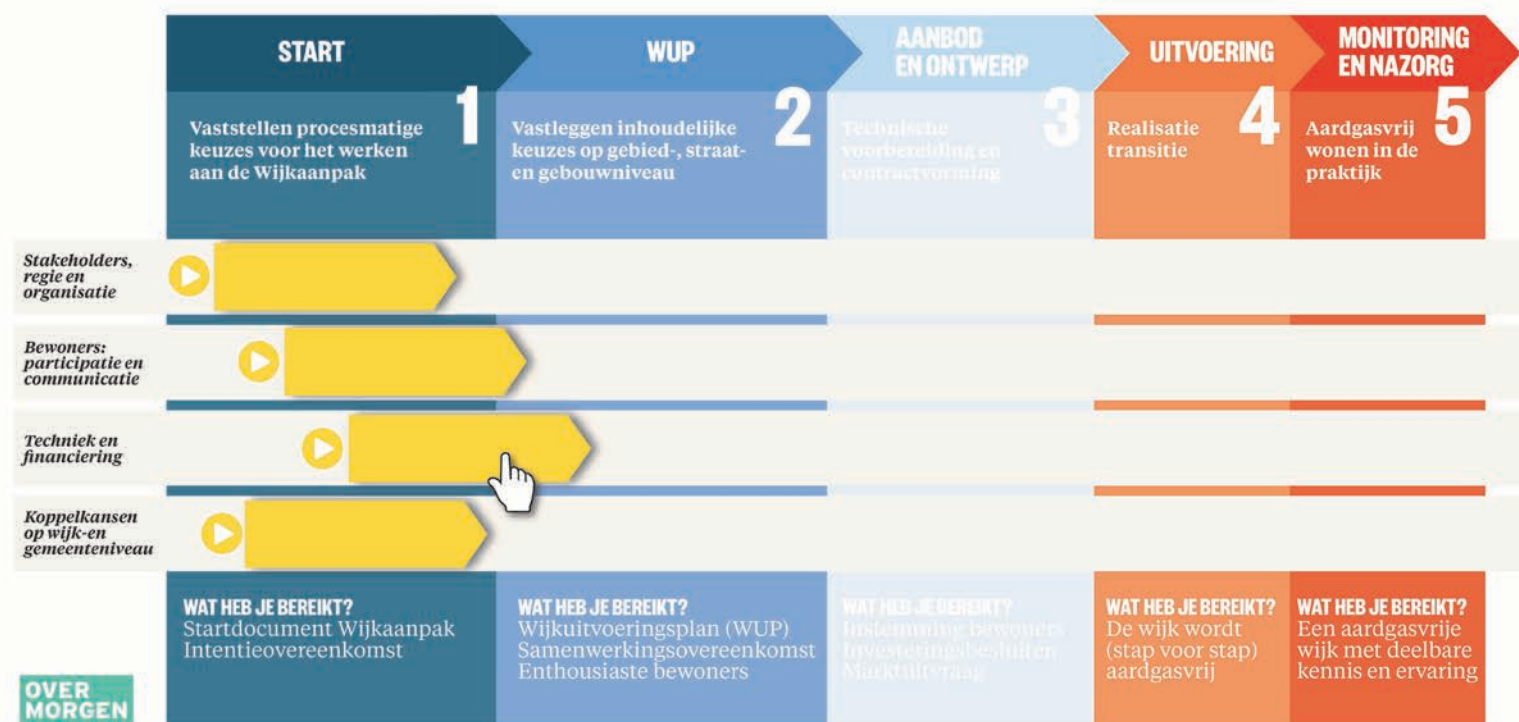 START
WUP
AANBOD
EN ONTWERP
UITVOERING
MONITORING
EN NAZORG
1
Vaststellen procesmatige
keuzes voor het werken
aan de Wijkaanpak
2
Vastleggen inhoudelijke
keuzes op gebied-, straat-
en gebouwniveau
3
Technische
voorbereiding en
contractvorming
4
Realisatie
transitie
5
Aardgasvrij
wonen in de
praktijk
Stakeholders,
regie en
organisatie
Bewoners:
participatie en
communicatie
Techniek en
financiering
Koppelkansen
op wijk-en
gemeenteniveau
WAT HEB JE BEREIKT?
Startdocument Wijkaanpak
Intentieovereenkomst
WAT HEB JE BEREIKT?
Wijkuitvoeringsplan (WUP)
Samenwerkingsovereenkomst
Enthousiaste bewoners
WAT HEB JE BEREIKT?
Instemming bewoners
Investeringsbesluiten
Marktuitvraag
WAT HEB JE BEREIKT?
De wijk wordt
(stap voor stap)
aardgasvrij
WAT HEB JE BEREIKT?
Een aardgasvrije
wijk met deelbare
kennis en ervaring
OVER
MORGEN